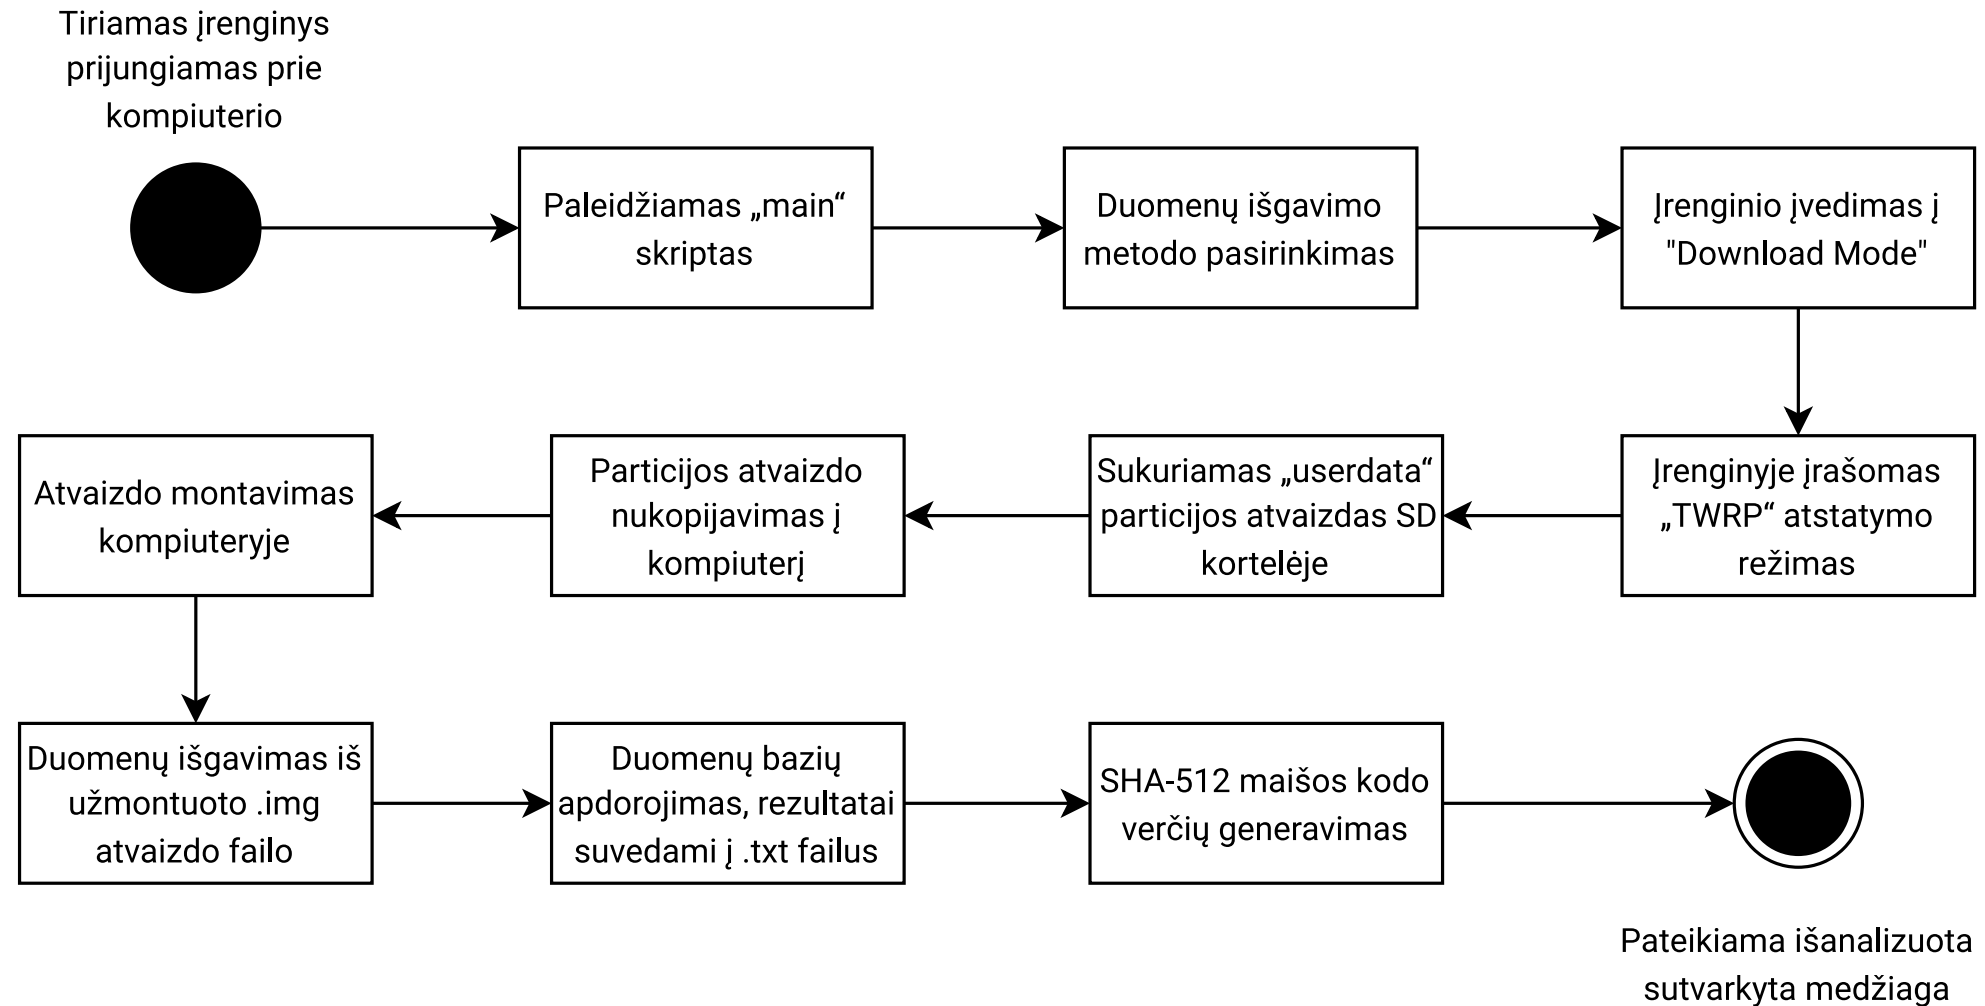 Tiriamas įrenginys
prijungiamas prie
kompiuterio
Paleidžiamas „main“
skriptas
Duomenų išgavimo
metodo pasirinkimas
Įrenginio įvedimas į
"Download Mode"
Įrenginyje įrašomas
„TWRP“ atstatymo
režimas
Sukuriamas „userdata“
particijos atvaizdas SD
kortelėje
Particijos atvaizdo
nukopijavimas į
kompiuterį
Atvaizdo montavimas
kompiuteryje
Duomenų išgavimas iš
užmontuoto .img
atvaizdo failo
Duomenų bazių
apdorojimas, rezultatai
suvedami į .txt failus
SHA-512 maišos kodo
verčių generavimas
Pateikiama išanalizuota
sutvarkyta medžiaga